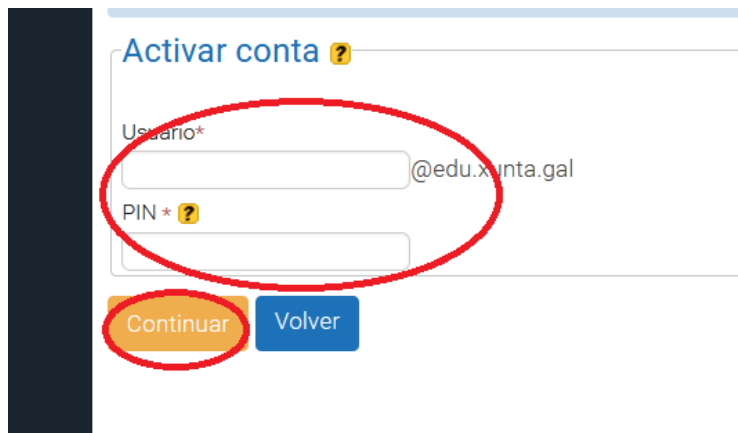 Activar conta ?
Usuario*
@edu.xunta.gal
PIN * ?
Continuar Volver